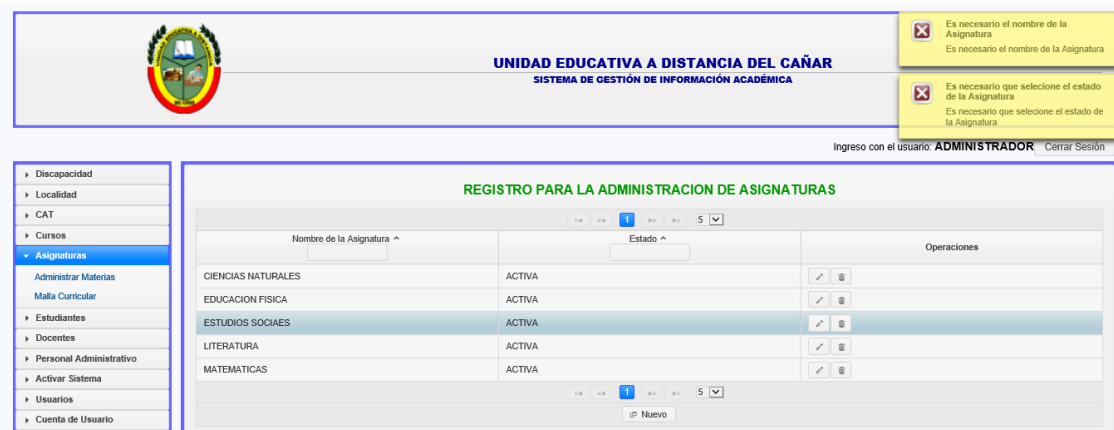 UNIDAD EDUCATIVA A DISTANCIA DEL CAÑAR
SISTEMA DE GESTIÓN DE INFORMACIÓN ACADÉMICA
Es necesario el nombre de la
Asignatura
Es necesario el nombre de la Asignatura
Es necesario que selecione el estado
de la Asignatura
Es necesario que selecione el estado de
la Asignatura
Ingreso con el usuario: ADMINISTRADOR Cerrar Sesión
Discapacidad
Localidad
CAT
Cursos
Asignaturas
Administrar Materias
Malla Curricular
Estudiantes
Docentes
Personal Administrativo
Activar Sistema
Usuarios
Cuenta de Usuario
REGISTRO PARA LA ADMINISTRACION DE ASIGNATURAS
1 5
Nombre de la Asignatura Estado Operaciones
CIENCIAS NATURALES ACTIVA
EDUCACION FISICA ACTIVA
ESTUDIOS SOCIAES ACTIVA
LITERATURA ACTIVA
MATEMATICAS ACTIVA
1 5
Nuevo